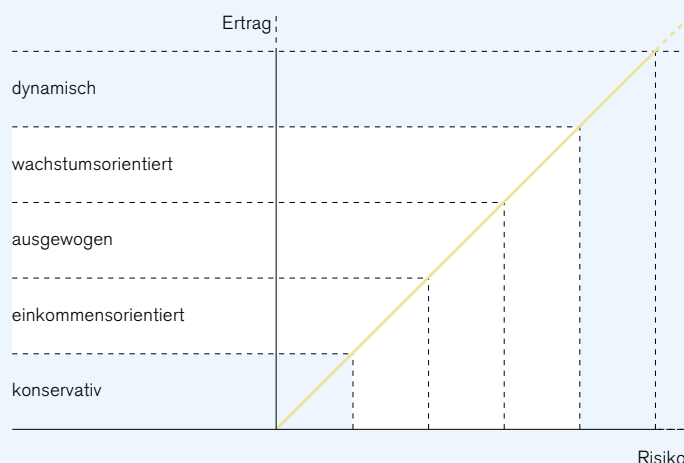 Ertrag
dynamisch
wachstumsorientiert
ausgewogen
einkommensorientiert
konservativ
Risiko